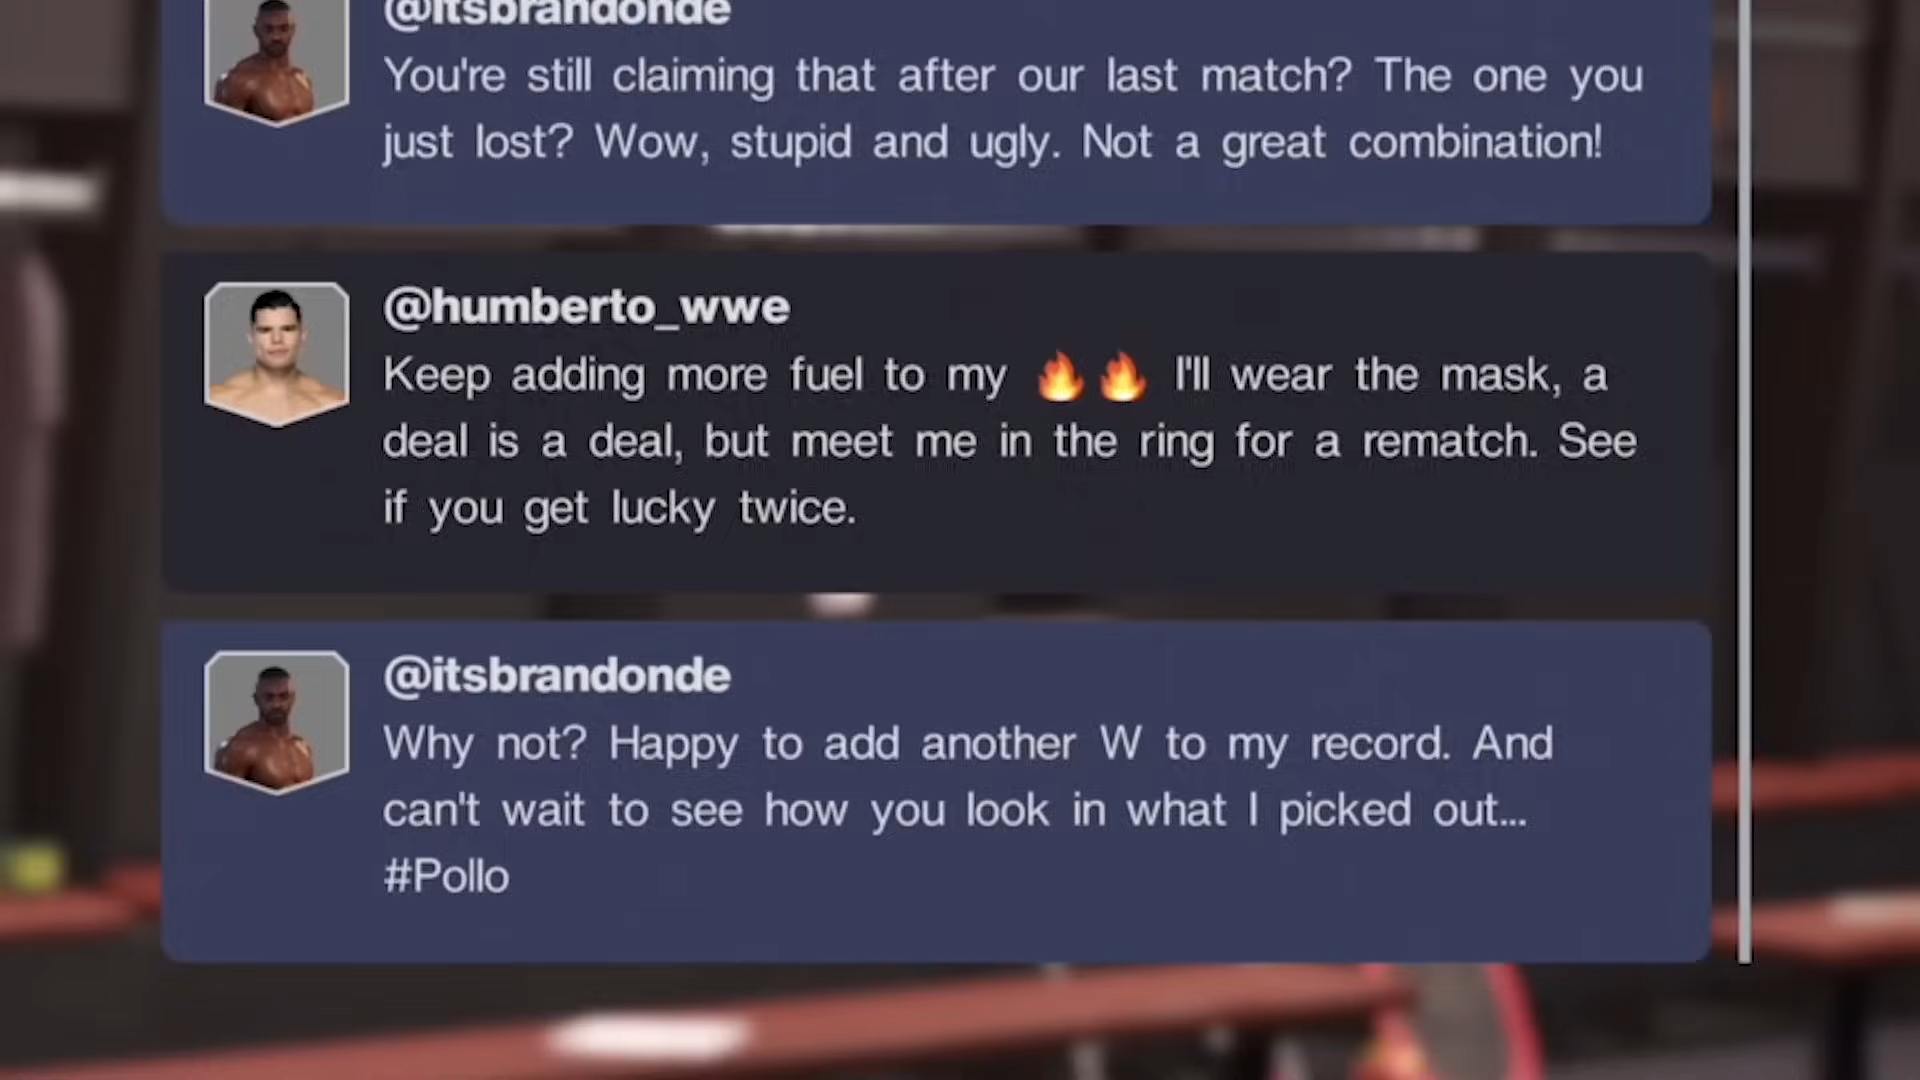 @itsbrandonde
You're still claiming that after our last match? The one you
just lost? Wow, stupid and ugly. Not a great combination!
@humberto_wwe
Keep adding more fuel to my 🔥🔥 I'll wear the mask, a
deal is a deal, but meet me in the ring for a rematch. See
if you get lucky twice.
@itsbrandonde
Why not? Happy to add another W to my record. And
can't wait to see how you look in what I picked out...
#Pollo